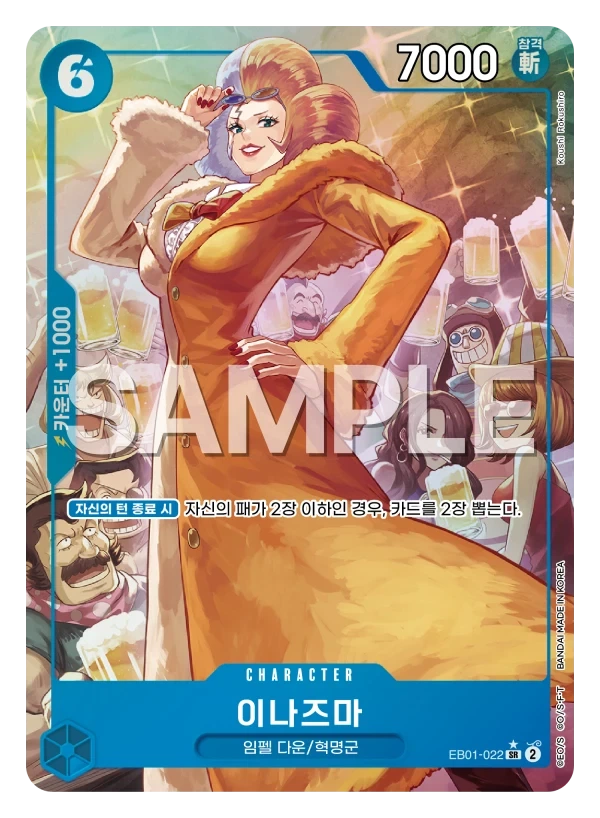 6
7000
참격
斬
Koushi Rokushiro
⚡카운터 +1000
SAMPLE
자신의 턴 종료 시 자신의 패가 2장 이하인 경우, 카드를 2장 뽑는다.
CHARACTER
이나즈마
임펠 다운/혁명군
EB01-022 SR 2
©EO/S ©O/S·F·T BANDAI MADE IN KOREA